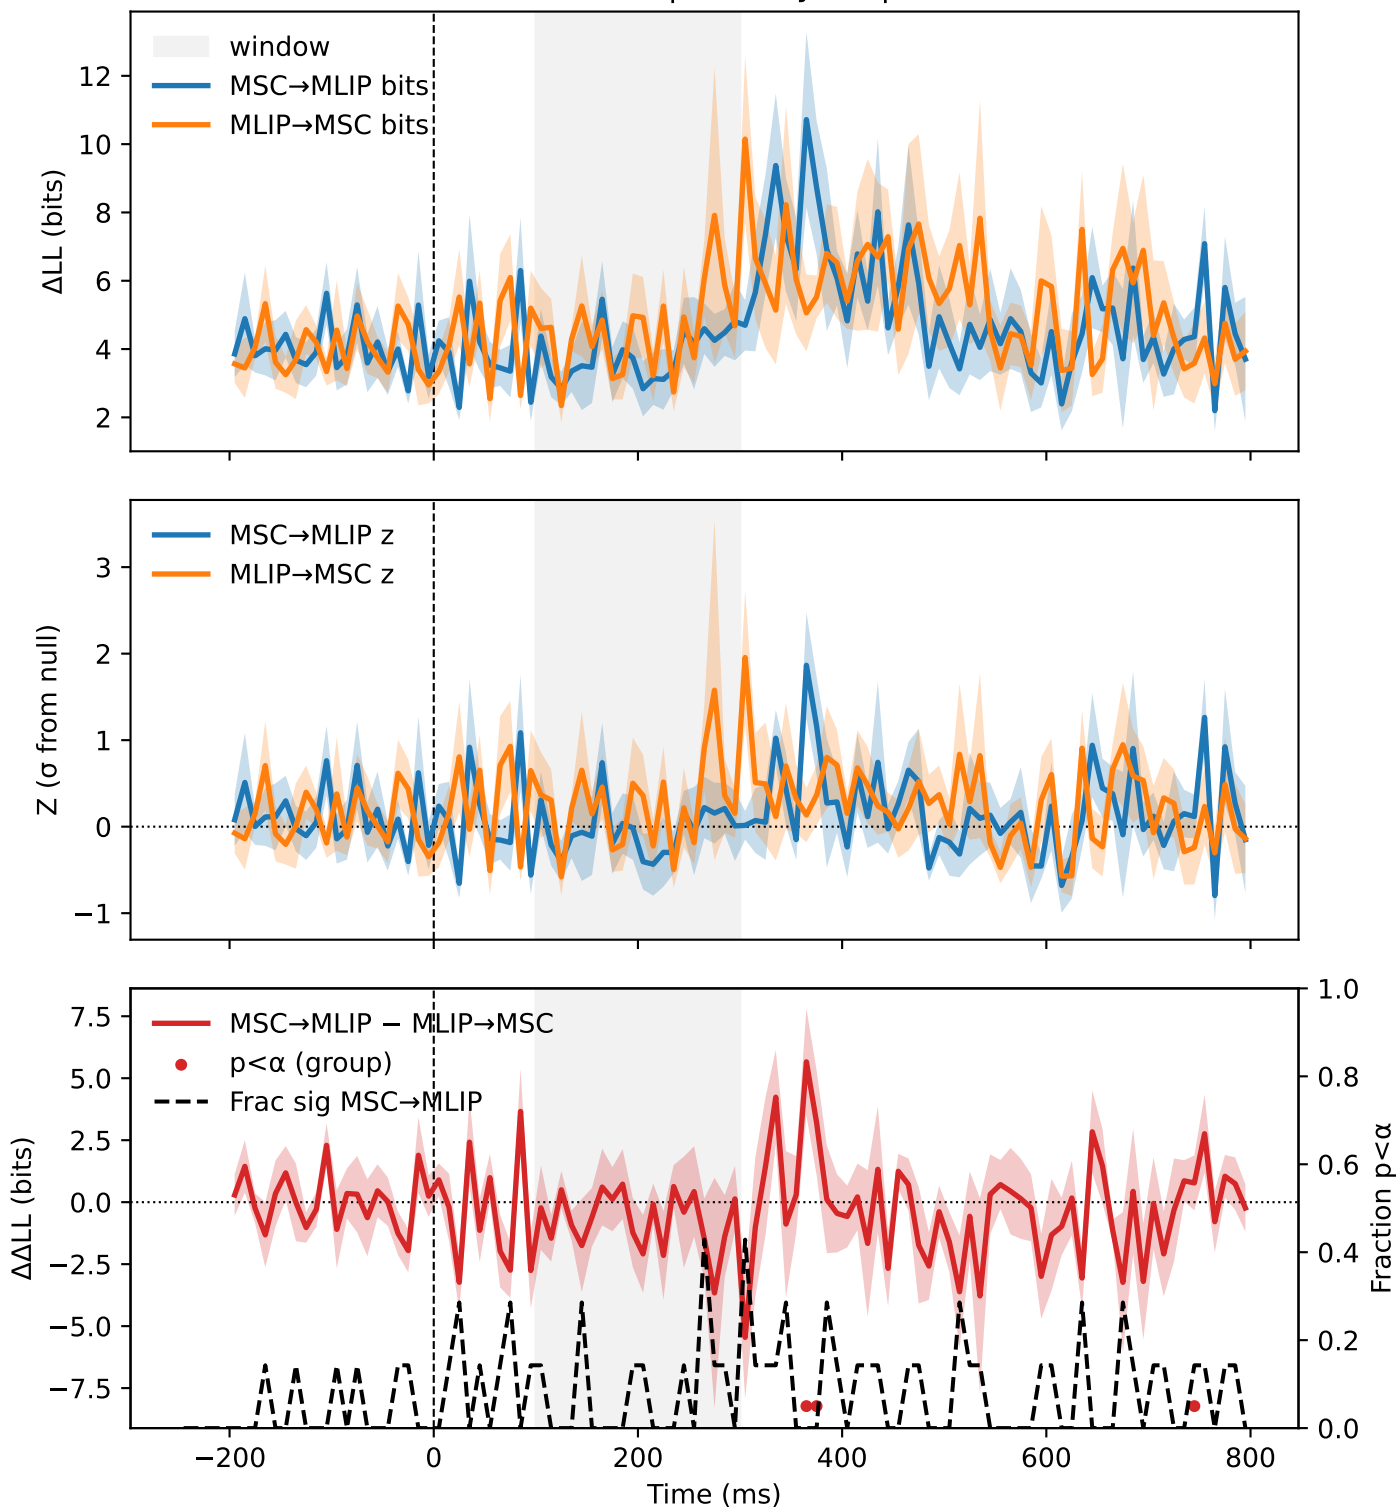 window
MSC→MLIP bits
MLIP→MSC bits
12
10
8
6
4
2
ΔLL (bits)
MSC→MLIP z
MLIP→MSC z
3
2
1
0
−1
Z (σ from null)
MSC→MLIP − MLIP→MSC
p<α (group)
Frac sig MSC→MLIP
7.5
5.0
2.5
0.0
−2.5
−5.0
−7.5
ΔΔLL (bits)
1.0
0.8
0.6
0.4
0.2
0.0
Fraction p<α
−200
0
200
400
600
800
Time (ms)